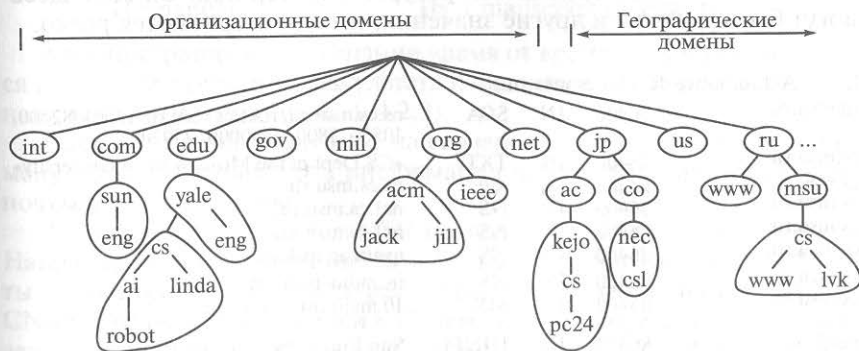 Организационные домены
Географические
домены
int com edu gov mil org net jp us ru ...
sun yale acm ieee ac co www msu
eng cs eng jack jill kejo nec cs
ai linda cs csl www lvk
robot pc24